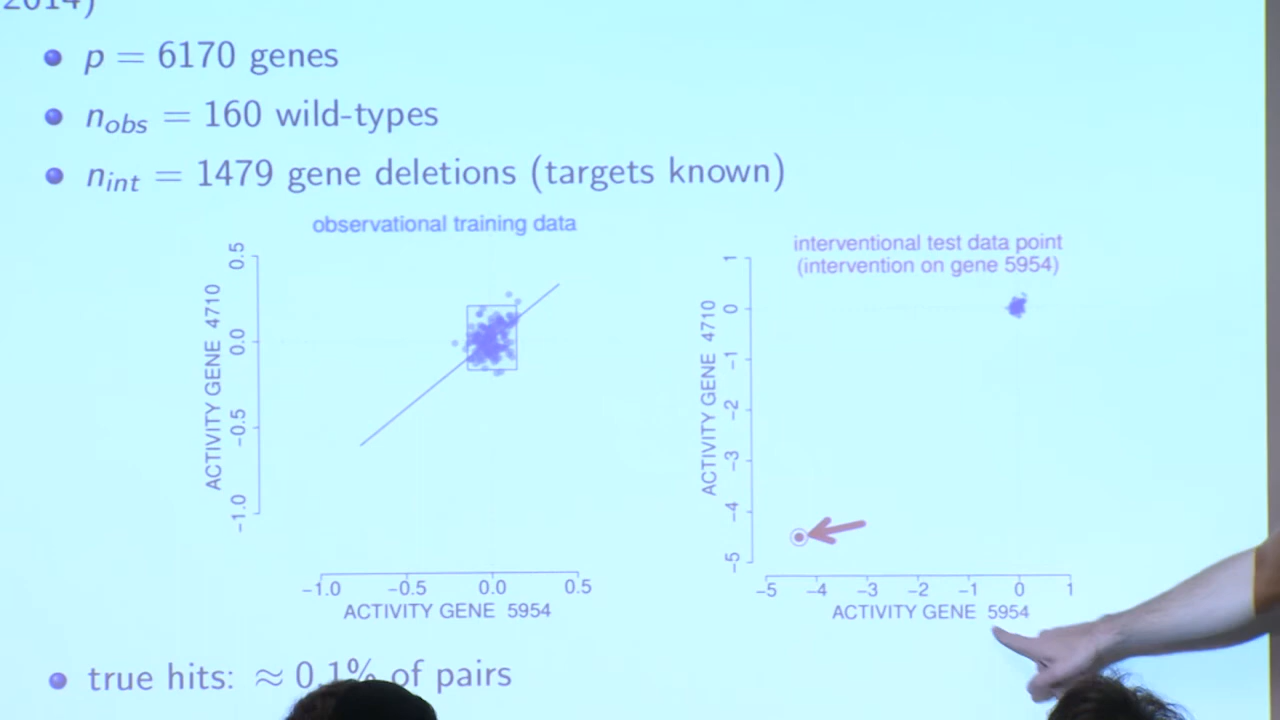 2014)
p = 6170 genes
n_obs = 160 wild-types
n_int = 1479 gene deletions (targets known)
observational training data
ACTIVITY GENE 4710
0.5
0.0
−0.5
−1.0
−1.0 −0.5 0.0 0.5
ACTIVITY GENE 5954
interventional test data point
(intervention on gene 5954)
ACTIVITY GENE 4710
1
0
−1
−2
−3
−4
−5
−5 −4 −3 −2 −1 0 1
ACTIVITY GENE 5954
true hits: ≈ 0.1% of pairs